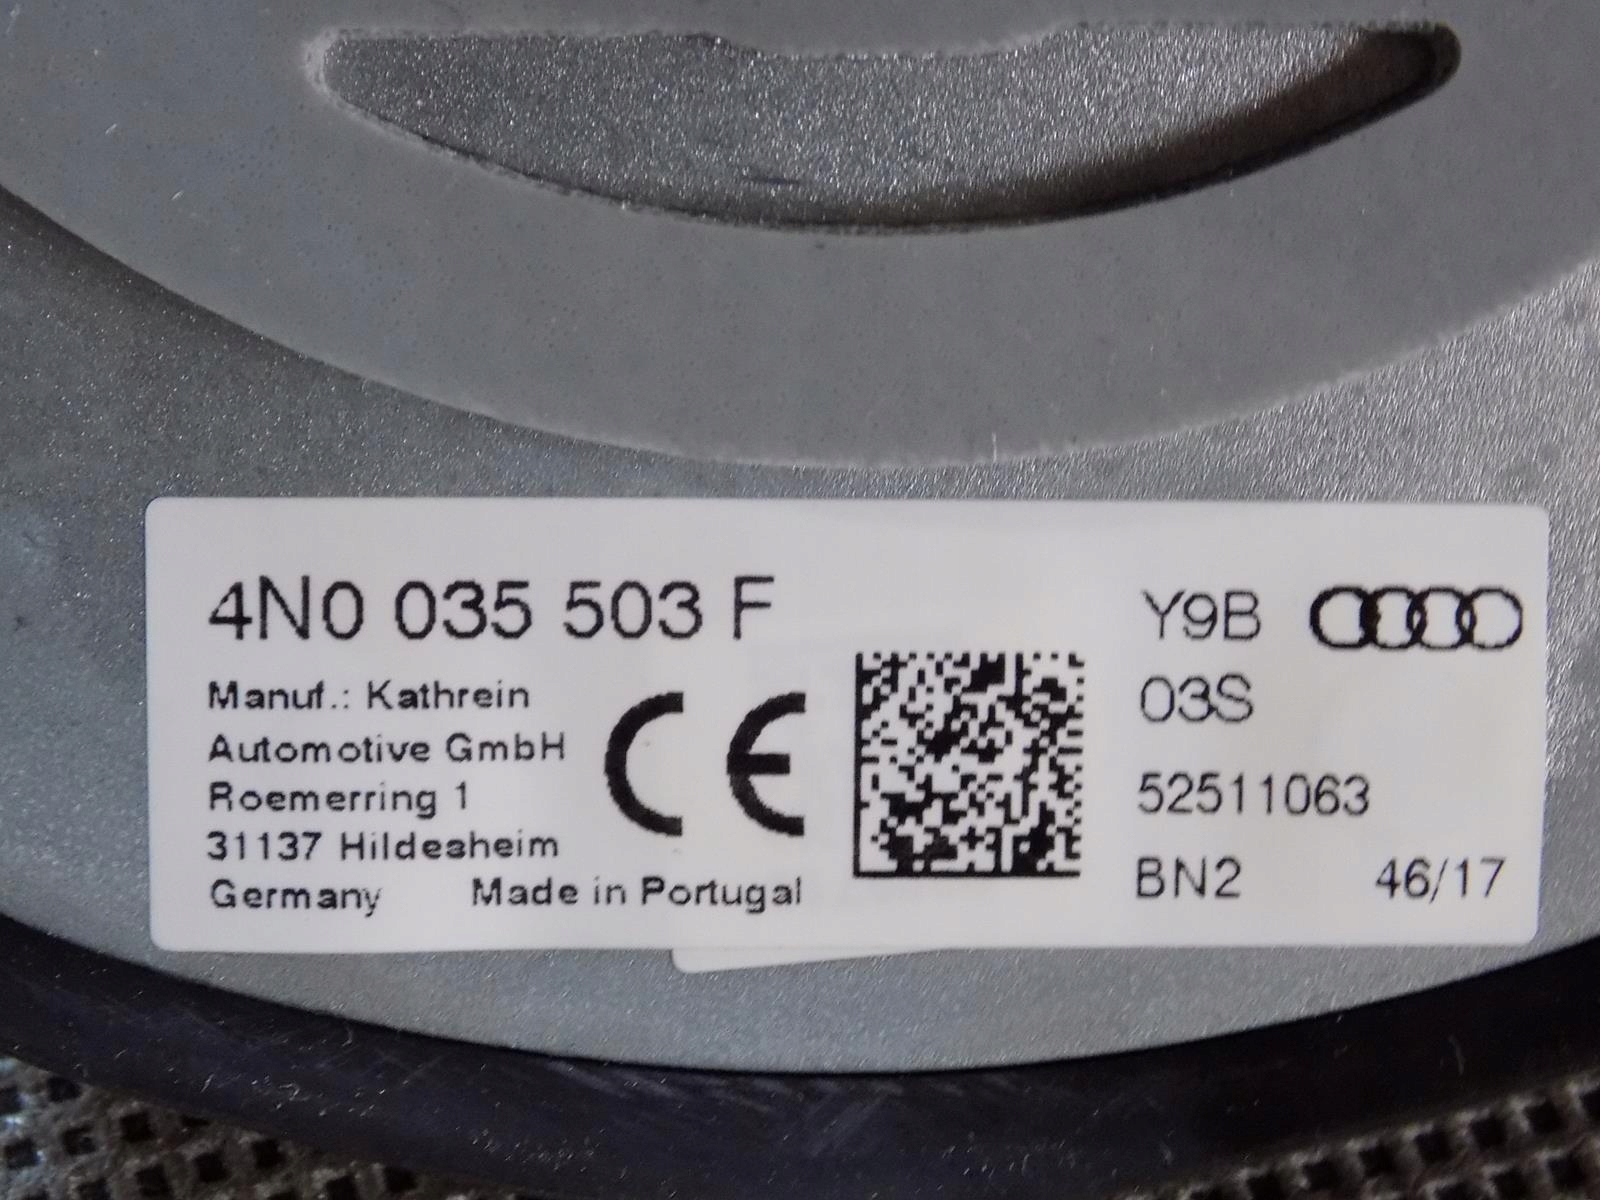 4N0 035 503 F
Manuf.: Kathrein
Automotive GmbH
Roemerring 1
31137 Hildesheim
Germany Made in Portugal
CE
Y9B
03S
52511063
BN2 46/17